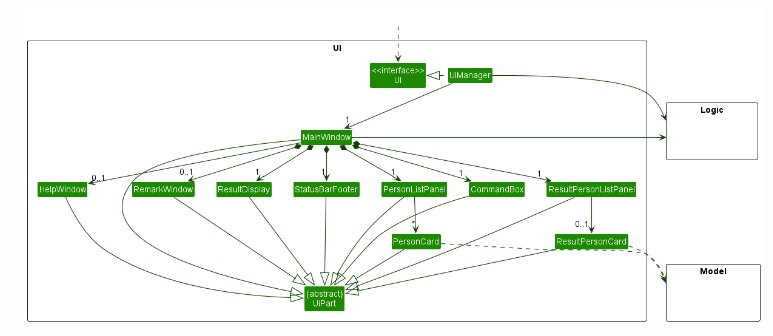 UI
<<interface>>
Ui
UiManager
Logic
1
MainWindow
0..1
0..1
1
1
1
1
1
HelpWindow
RemarkWindow
ResultDisplay
StatusBarFooter
PersonListPanel
CommandBox
ResultPersonListPanel
*
0..1
PersonCard
ResultPersonCard
Model
{abstract}
UiPart